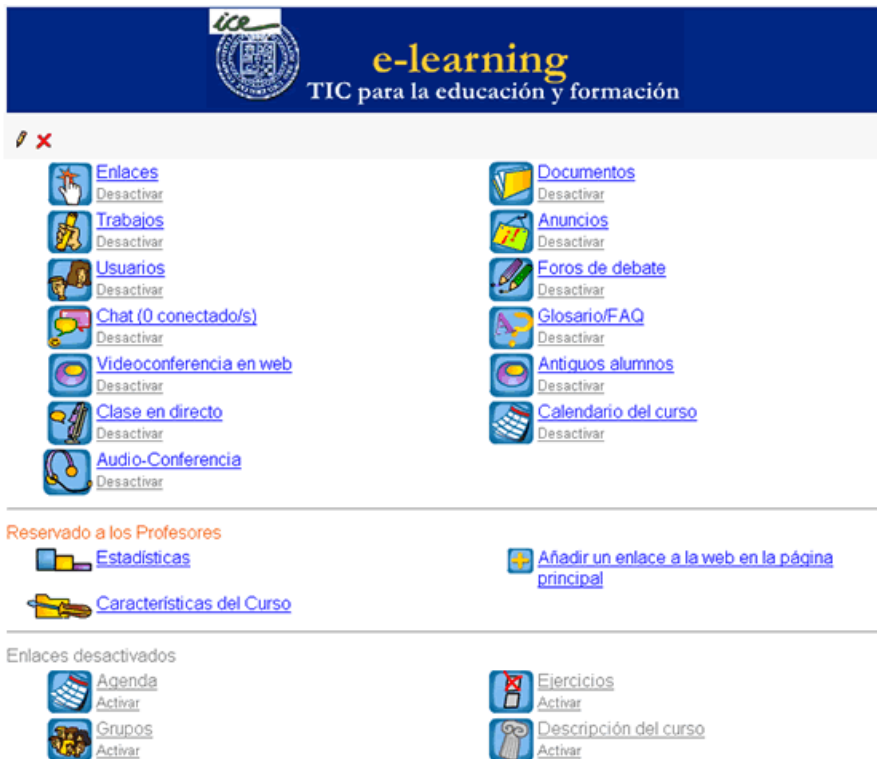 ice
e-learning
TIC para la educación y formación
Enlaces
Desactivar
Documentos
Desactivar
Trabajos
Desactivar
Anuncios
Desactivar
Usuarios
Desactivar
Foros de debate
Desactivar
Chat (0 conectado/s)
Desactivar
Glosario/FAQ
Desactivar
Videoconferencia en web
Desactivar
Antiguos alumnos
Desactivar
Clase en directo
Desactivar
Calendario del curso
Desactivar
Audio-Conferencia
Desactivar
Reservado a los Profesores
Estadísticas
Añadir un enlace a la web en la página
principal
Características del Curso
Enlaces desactivados
Agenda
Activar
Ejercicios
Activar
Grupos
Activar
Descripción del curso
Activar